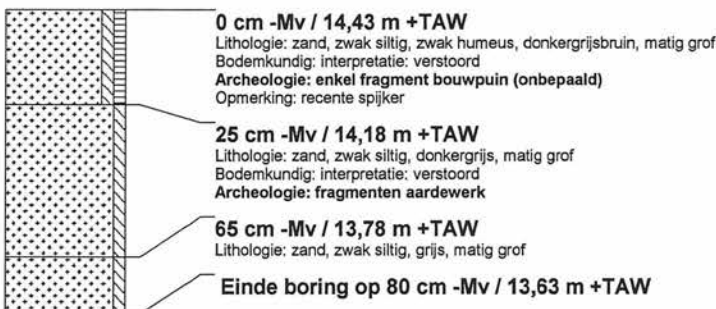 0 cm -Mv / 14,43 m +TAW
Lithologie: zand, zwak siltig, zwak humeus, donkergrijsbruin, matig grof
Bodemkundig: interpretatie: verstoord
Archeologie: enkel fragment bouwpuin (onbepaald)
Opmerking: recente spijker
25 cm -Mv / 14,18 m +TAW
Lithologie: zand, zwak siltig, donkergrijs, matig grof
Bodemkundig: interpretatie: verstoord
Archeologie: fragmenten aardewerk
65 cm -Mv / 13,78 m +TAW
Lithologie: zand, zwak siltig, grijs, matig grof
Einde boring op 80 cm -Mv / 13,63 m +TAW